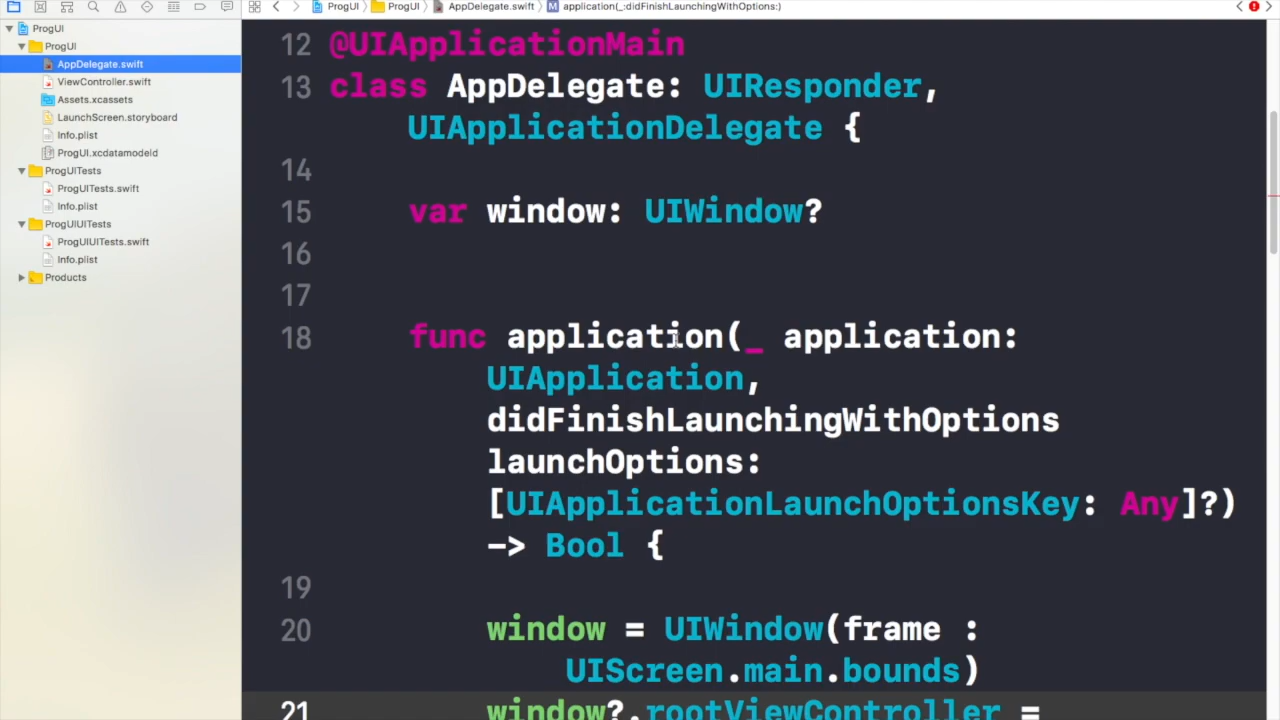 ProgUI
ProgUI
AppDelegate.swift
application(_:didFinishLaunchingWithOptions:)
ProgUI
ProgUI
AppDelegate.swift
ViewController.swift
Assets.xcassets
LaunchScreen.storyboard
Info.plist
ProgUI.xcdatamodeld
ProgUITests
ProgUITests.swift
Info.plist
ProgUIUITests
ProgUIUITests.swift
Info.plist
Products
12 @UIApplicationMain
13 class AppDelegate: UIResponder,
UIApplicationDelegate {
14
15 var window: UIWindow?
16
17
18 func application(_ application:
UIApplication,
didFinishLaunchingWithOptions
launchOptions:
[UIApplicationLaunchOptionsKey: Any]?)
-> Bool {
19
20 window = UIWindow(frame :
UIScreen.main.bounds)
21 window?.rootViewController =